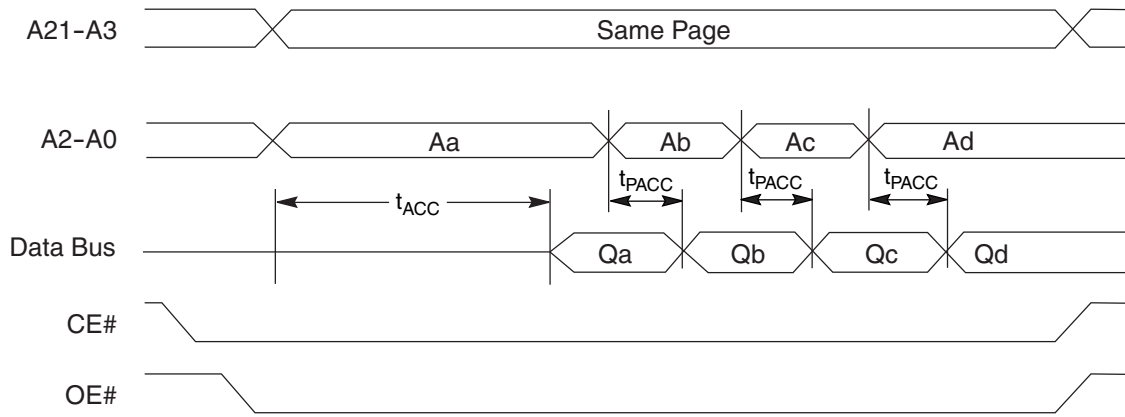 A21–A3 Same Page
A2–A0 Aa Ab Ac Ad
tACC tPACC tPACC tPACC
Data Bus Qa Qb Qc Qd
CE#
OE#